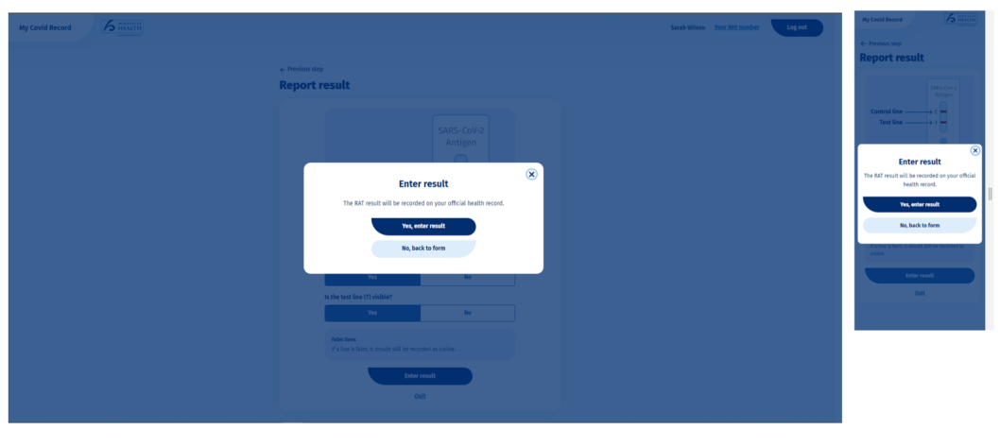 My Covid Record
MINISTRY OF
HEALTH
Sarah Wilson Your NHI number Log out
← Previous step
Report result
SARS-CoV-2
Antigen
Enter result
The RAT result will be recorded on your official health record.
Yes, enter result
No, back to form
Yes No
Is the test line (T) visible?
Yes No
Faint lines
If a line is faint, it should still be recorded as visible.
Enter result
Quit
My Covid Record
HEALTH
← Previous step
Report result
SARS-CoV-2
Antigen
Control line C
Test line T
Enter result
The RAT result will be recorded on your official
health record.
Yes, enter result
No, back to form
If a line is faint, it should still be recorded as
visible.
Enter result
Quit